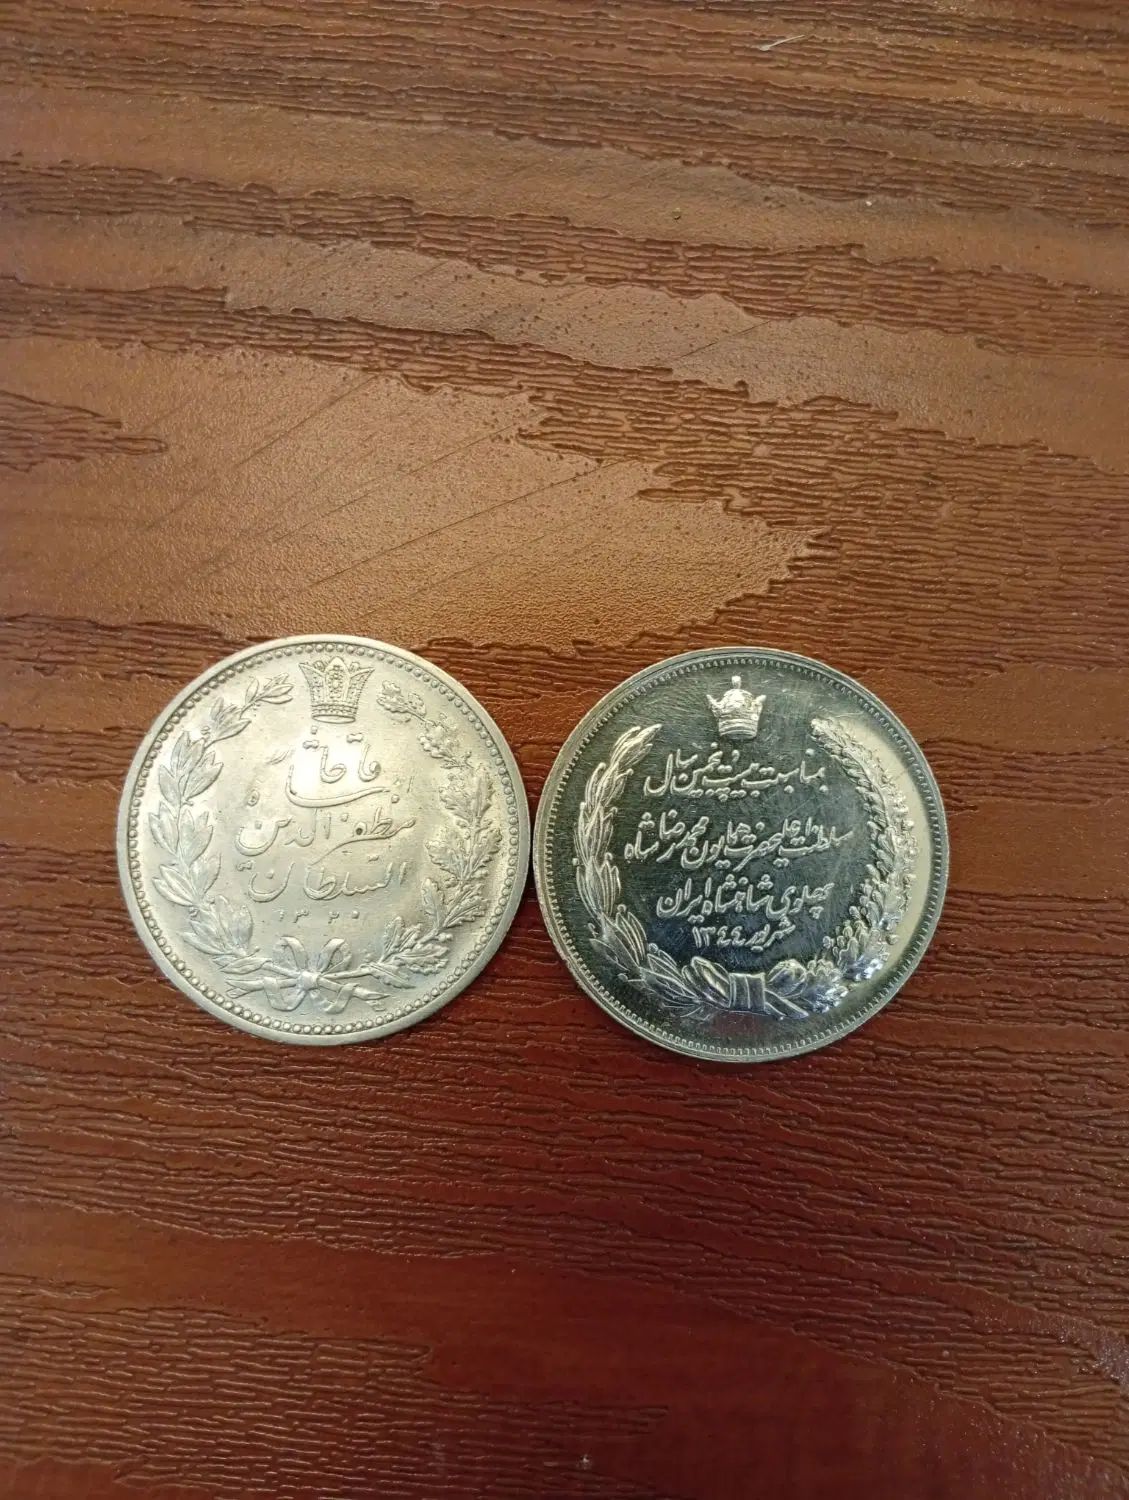 قاجار
شاه
مظفر الدین
السلطان
۱۳۲۰
بمناسبت بیست و پنجمین سال
سلطنت اعلیحضرت همایون محمدرضا شاه
پهلوی شاهنشاه ایران
شهریور ۱۳۴۴